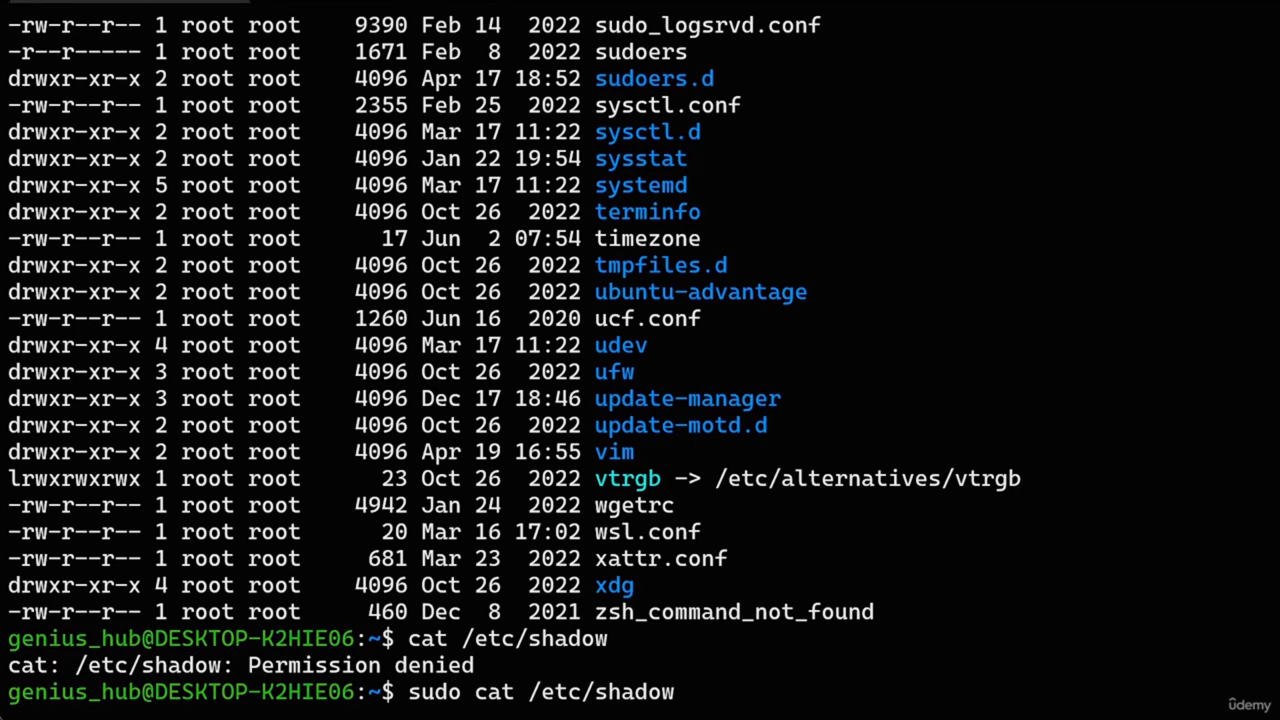 -rw-r--r-- 1 root root    9390 Feb 14  2022 sudo_logsrvd.conf
-r--r----- 1 root root    1671 Feb  8  2022 sudoers
drwxr-xr-x 2 root root    4096 Apr 17 18:52 sudoers.d
-rw-r--r-- 1 root root    2355 Feb 25  2022 sysctl.conf
drwxr-xr-x 2 root root    4096 Mar 17 11:22 sysctl.d
drwxr-xr-x 2 root root    4096 Jan 22 19:54 sysstat
drwxr-xr-x 5 root root    4096 Mar 17 11:22 systemd
drwxr-xr-x 2 root root    4096 Oct 26  2022 terminfo
-rw-r--r-- 1 root root      17 Jun  2 07:54 timezone
drwxr-xr-x 2 root root    4096 Oct 26  2022 tmpfiles.d
drwxr-xr-x 2 root root    4096 Oct 26  2022 ubuntu-advantage
-rw-r--r-- 1 root root    1260 Jun 16  2020 ucf.conf
drwxr-xr-x 4 root root    4096 Mar 17 11:22 udev
drwxr-xr-x 3 root root    4096 Oct 26  2022 ufw
drwxr-xr-x 3 root root    4096 Dec 17 18:46 update-manager
drwxr-xr-x 2 root root    4096 Oct 26  2022 update-motd.d
drwxr-xr-x 2 root root    4096 Apr 19 16:55 vim
lrwxrwxrwx 1 root root      23 Oct 26  2022 vtrgb -> /etc/alternatives/vtrgb
-rw-r--r-- 1 root root    4942 Jan 24  2022 wgetrc
-rw-r--r-- 1 root root      20 Mar 16 17:02 wsl.conf
-rw-r--r-- 1 root root     681 Mar 23  2022 xattr.conf
drwxr-xr-x 4 root root    4096 Oct 26  2022 xdg
-rw-r--r-- 1 root root     460 Dec  8  2021 zsh_command_not_found
genius_hub@DESKTOP-K2HIE06:~$ cat /etc/shadow
cat: /etc/shadow: Permission denied
genius_hub@DESKTOP-K2HIE06:~$ sudo cat /etc/shadow
ûdemy